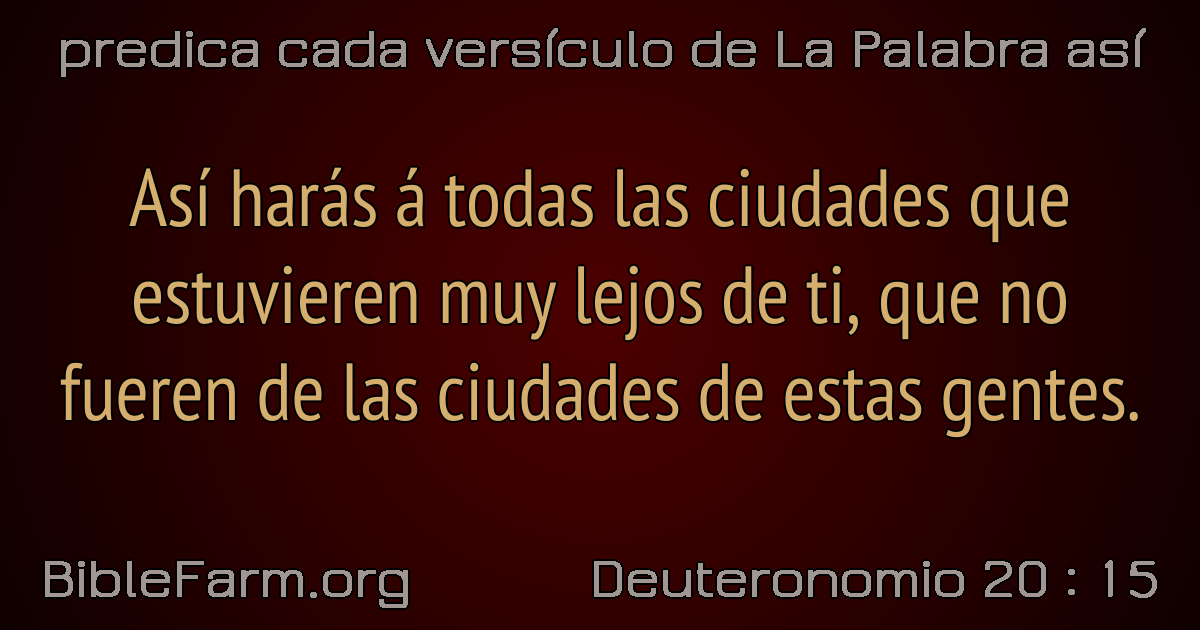 predica cada versículo de La Palabra así
Así harás á todas las ciudades que
estuvieren muy lejos de ti, que no
fueren de las ciudades de estas gentes.
BibleFarm.org
Deuteronomio 20 : 15